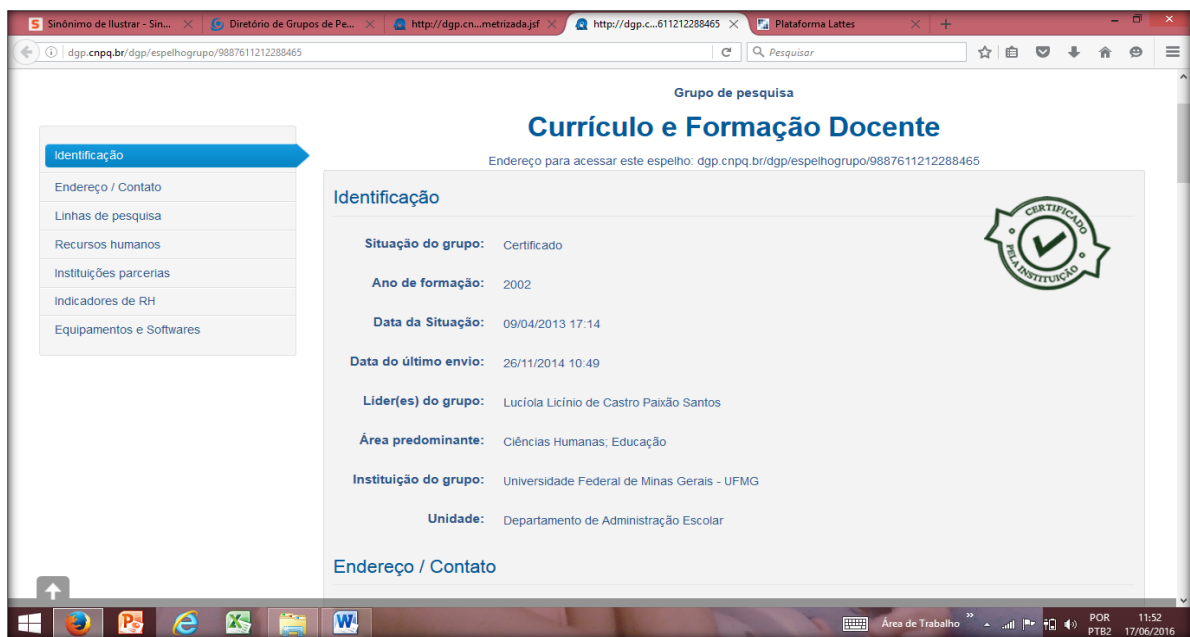 Sinônimo de Ilustrar - Sin...
Diretório de Grupos de Pe...
http://dgp.cn...metrizada.jsf
http://dgp.c...611212288465
Plataforma Lattes
dgp.cnpq.br/dgp/espelhogrupo/9887611212288465
Pesquisar
Grupo de pesquisa
Currículo e Formação Docente
Endereço para acessar este espelho: dgp.cnpq.br/dgp/espelhogrupo/9887611212288465
Identificação
Endereço / Contato
Linhas de pesquisa
Recursos humanos
Instituições parcerias
Indicadores de RH
Equipamentos e Softwares
Identificação
CERTIFICADO
PELA INSTITUIÇÃO
Situação do grupo: Certificado
Ano de formação: 2002
Data da Situação: 09/04/2013 17:14
Data do último envio: 26/11/2014 10:49
Líder(es) do grupo: Lucíola Licínio de Castro Paixão Santos
Área predominante: Ciências Humanas; Educação
Instituição do grupo: Universidade Federal de Minas Gerais - UFMG
Unidade: Departamento de Administração Escolar
Endereço / Contato
Área de Trabalho
POR 11:52
PTB2 17/06/2016